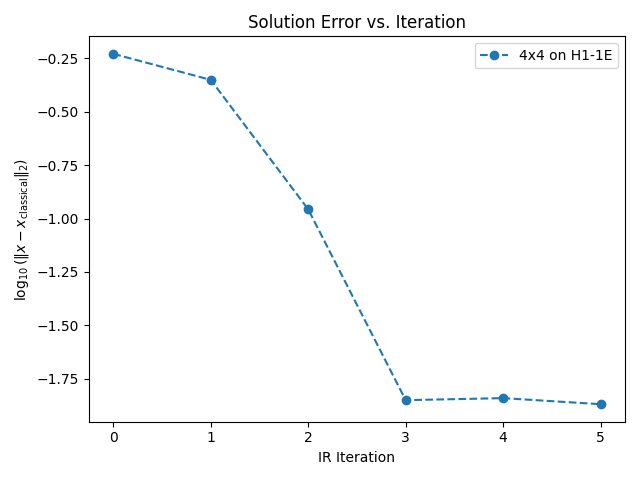 Solution Error vs. Iteration
4x4 on H1-1E
log₁₀(‖x − x_classical‖₂)
−0.25
−0.50
−0.75
−1.00
−1.25
−1.50
−1.75
0 1 2 3 4 5
IR Iteration